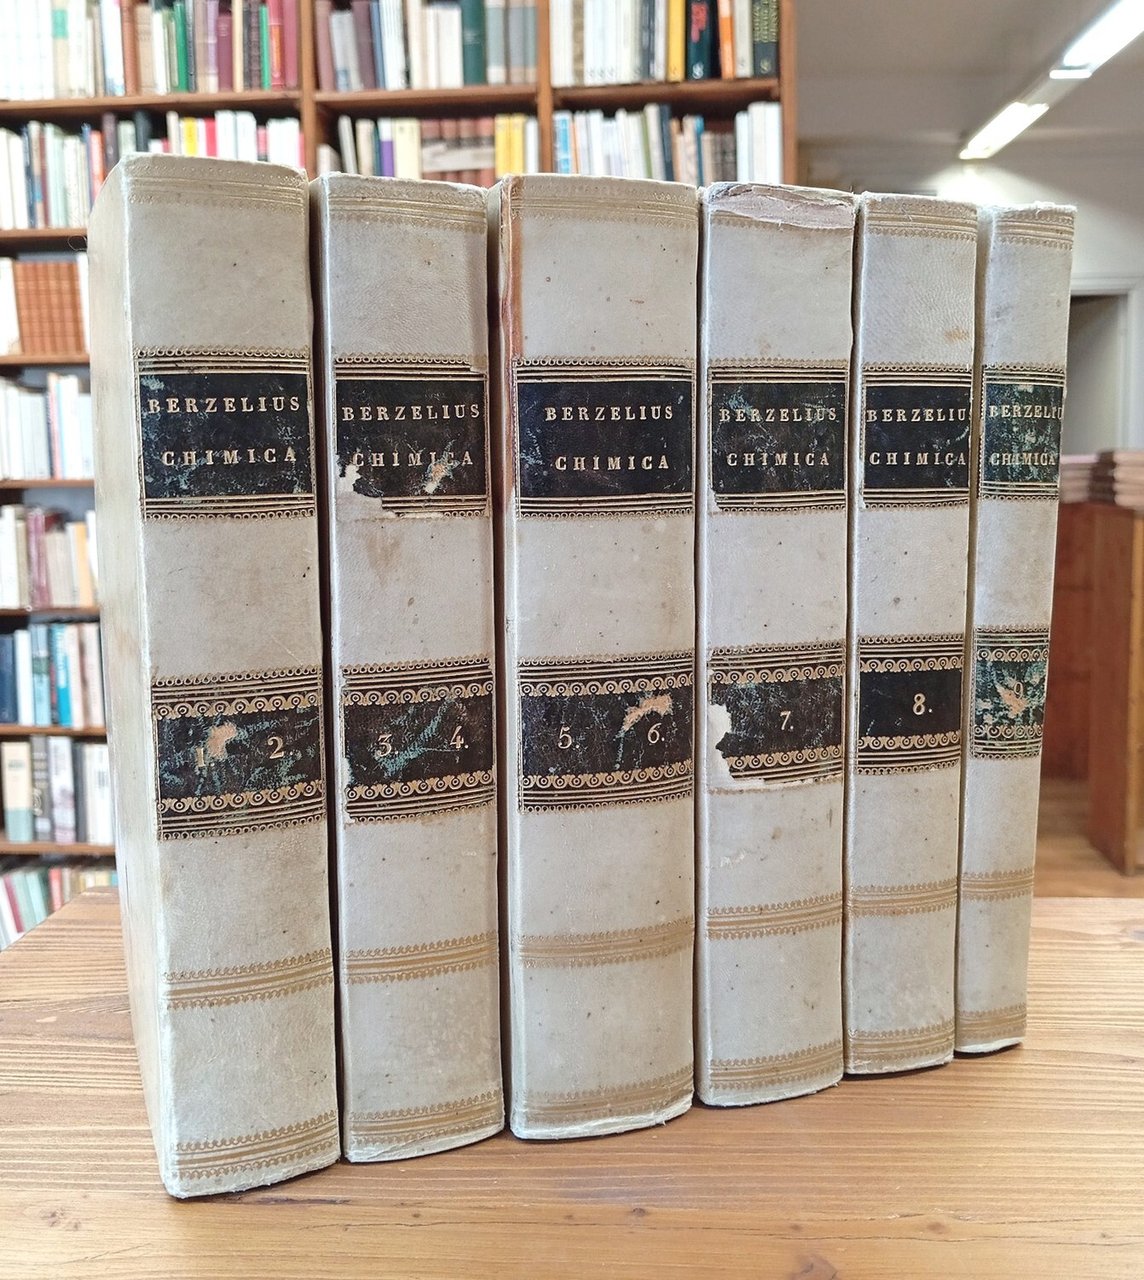 BERZELIUS
CHIMICA
1. 2.
BERZELIUS
CHIMICA
3. 4.
BERZELIUS
CHIMICA
5. 6.
BERZELIUS
CHIMICA
7.
BERZELIUS
CHIMICA
8.
BERZELIU
CHIMICA
9